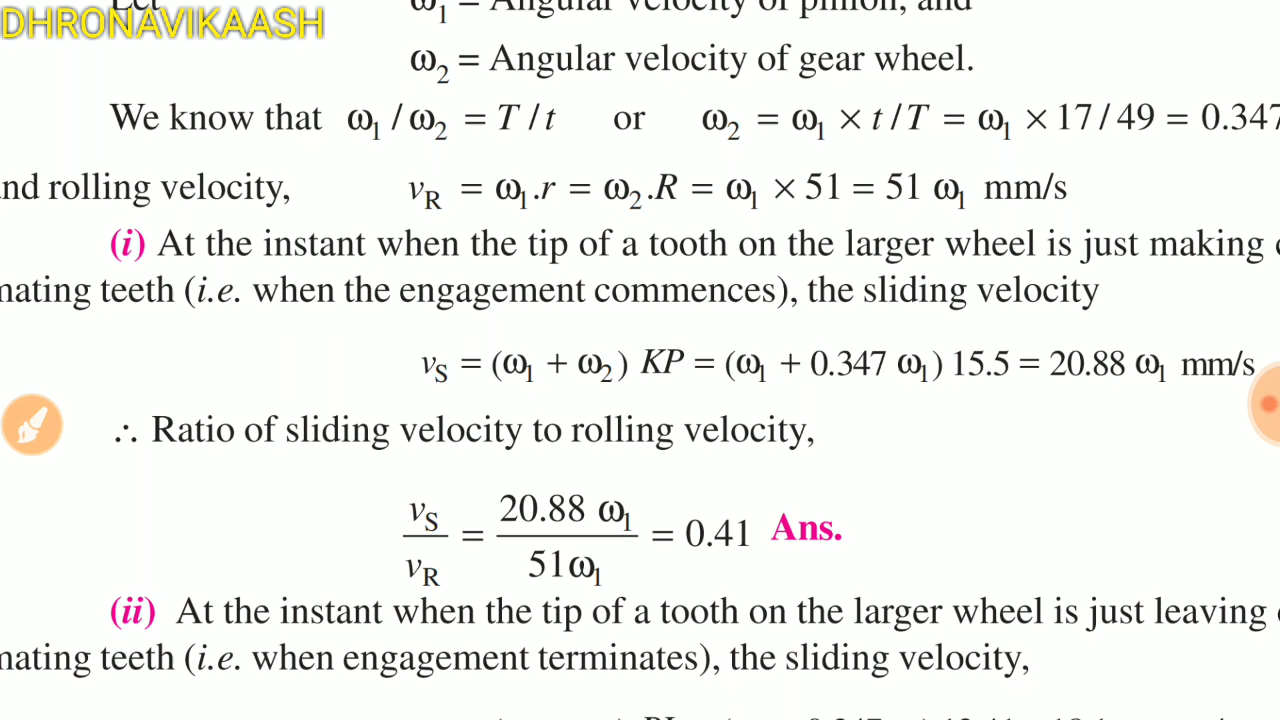 DHRONAVIKAASH
ω₂ = Angular velocity of gear wheel.
We know that ω₁ / ω₂ = T / t or ω₂ = ω₁ × t / T = ω₁ × 17 / 49 = 0.347
rolling velocity, v_R = ω₁.r = ω₂.R = ω₁ × 51 = 51 ω₁ mm/s
(i) At the instant when the tip of a tooth on the larger wheel is just making
teeth (i.e. when the engagement commences), the sliding velocity
v_S = (ω₁ + ω₂) KP = (ω₁ + 0.347 ω₁) 15.5 = 20.88 ω₁ mm/s
∴ Ratio of sliding velocity to rolling velocity,
v_S / v_R = 20.88 ω₁ / 51ω₁ = 0.41 Ans.
(ii) At the instant when the tip of a tooth on the larger wheel is just leaving
teeth (i.e. when engagement terminates), the sliding velocity,